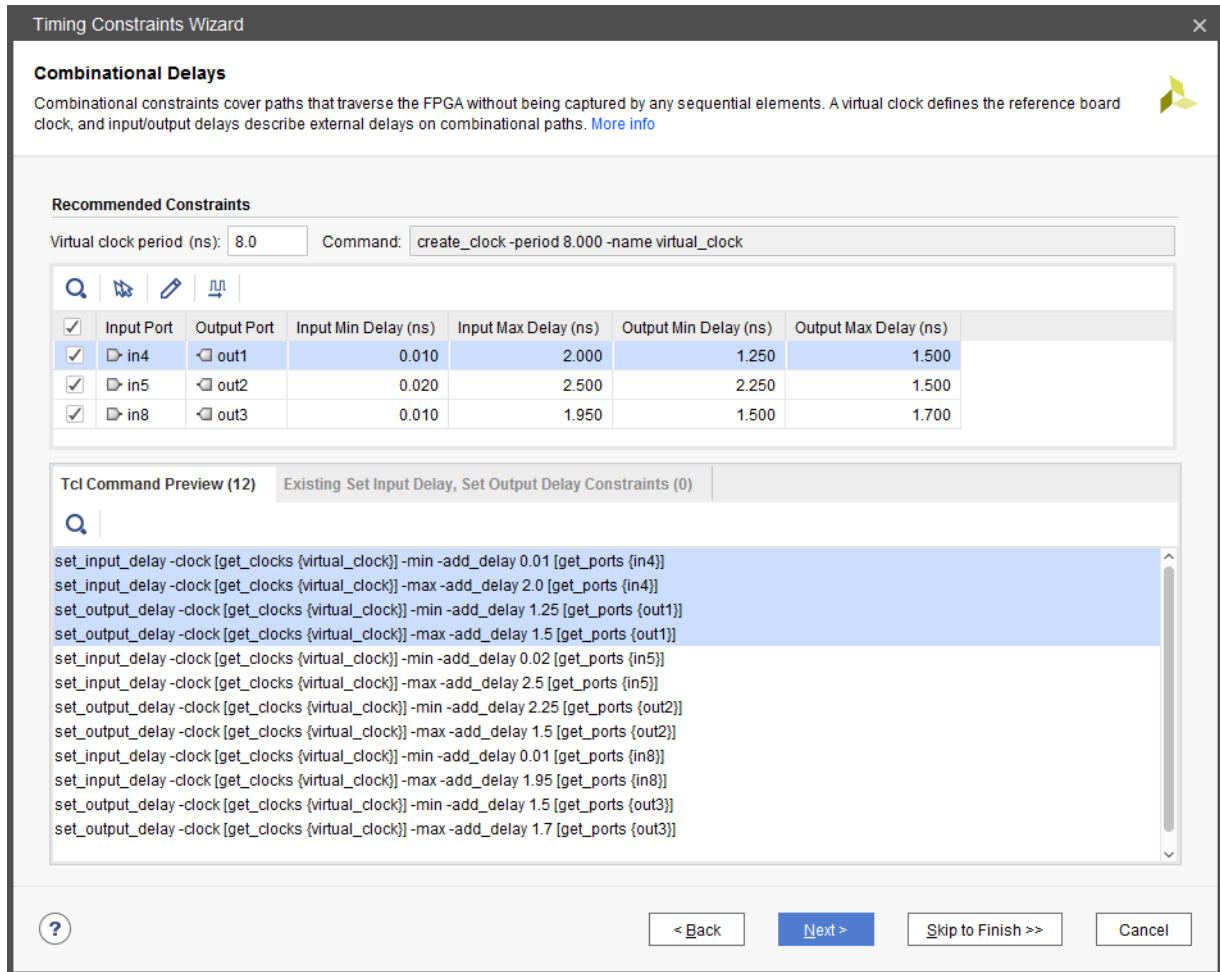 Timing Constraints Wizard
Combinational Delays
Combinational constraints cover paths that traverse the FPGA without being captured by any sequential elements. A virtual clock defines the reference board
clock, and input/output delays describe external delays on combinational paths. More info
Recommended Constraints
Virtual clock period (ns): 8.0 Command: create_clock -period 8.000 -name virtual_clock
Input Port Output Port Input Min Delay (ns) Input Max Delay (ns) Output Min Delay (ns) Output Max Delay (ns)
in4 out1 0.010 2.000 1.250 1.500
in5 out2 0.020 2.500 2.250 1.500
in8 out3 0.010 1.950 1.500 1.700
Tcl Command Preview (12) Existing Set Input Delay, Set Output Delay Constraints (0)
set_input_delay -clock [get_clocks {virtual_clock}] -min -add_delay 0.01 [get_ports {in4}]
set_input_delay -clock [get_clocks {virtual_clock}] -max -add_delay 2.0 [get_ports {in4}]
set_output_delay -clock [get_clocks {virtual_clock}] -min -add_delay 1.25 [get_ports {out1}]
set_output_delay -clock [get_clocks {virtual_clock}] -max -add_delay 1.5 [get_ports {out1}]
set_input_delay -clock [get_clocks {virtual_clock}] -min -add_delay 0.02 [get_ports {in5}]
set_input_delay -clock [get_clocks {virtual_clock}] -max -add_delay 2.5 [get_ports {in5}]
set_output_delay -clock [get_clocks {virtual_clock}] -min -add_delay 2.25 [get_ports {out2}]
set_output_delay -clock [get_clocks {virtual_clock}] -max -add_delay 1.5 [get_ports {out2}]
set_input_delay -clock [get_clocks {virtual_clock}] -min -add_delay 0.01 [get_ports {in8}]
set_input_delay -clock [get_clocks {virtual_clock}] -max -add_delay 1.95 [get_ports {in8}]
set_output_delay -clock [get_clocks {virtual_clock}] -min -add_delay 1.5 [get_ports {out3}]
set_output_delay -clock [get_clocks {virtual_clock}] -max -add_delay 1.7 [get_ports {out3}]
? < Back Next > Skip to Finish >> Cancel